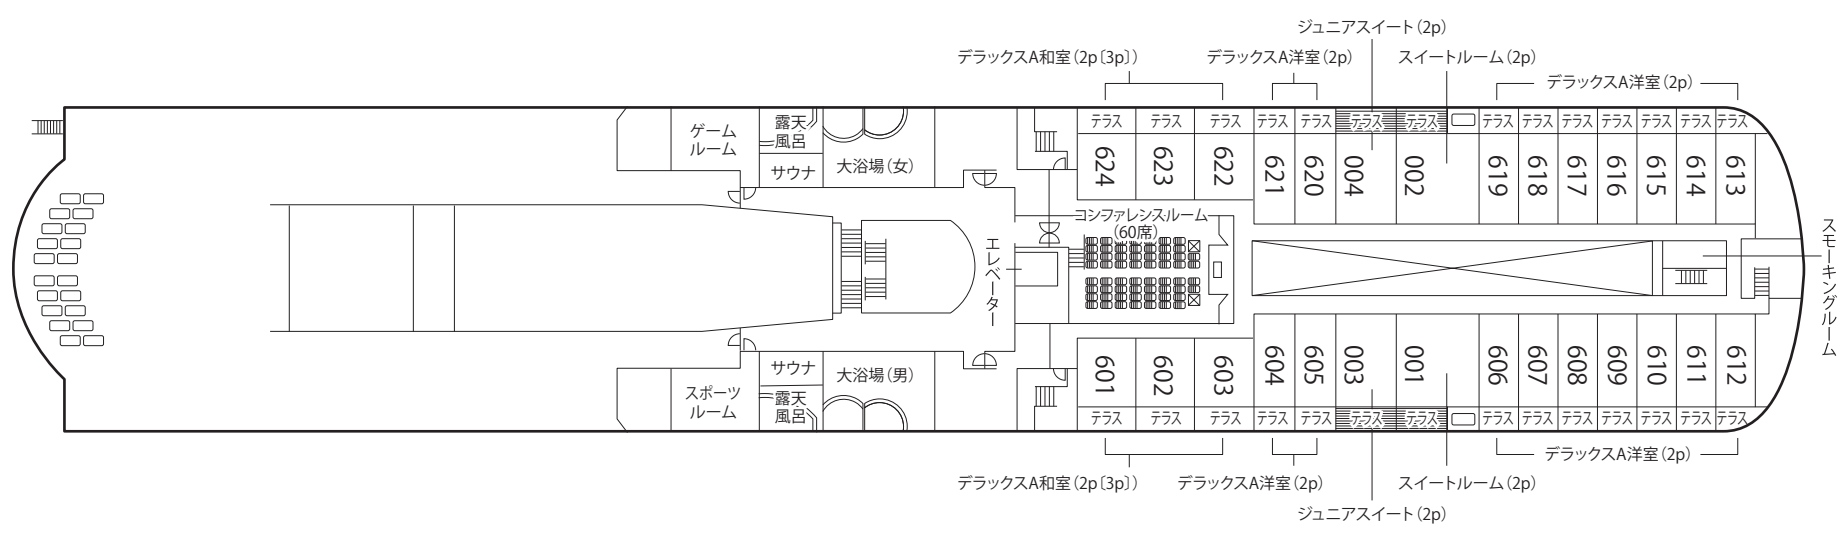 ジュニアスイート(2p)
デラックスA和室(2p〔3p〕)
デラックスA洋室(2p)
スイートルーム(2p)
デラックスA洋室(2p)
ゲーム
ルーム
露天
風呂
サウナ
大浴場(女)
テラス
テラス
テラス
テラス
テラス
テラス
テラス
テラス
テラス
テラス
テラス
テラス
テラス
テラス
624
623
622
621
620
004
002
619
618
617
616
615
614
613
コンファレンスルーム
(60席)
エレベーター
スモーキングルーム
スポーツ
ルーム
サウナ
露天
風呂
大浴場(男)
601
602
603
604
605
003
001
606
607
608
609
610
611
612
テラス
テラス
テラス
テラス
テラス
テラス
テラス
テラス
テラス
テラス
テラス
テラス
テラス
テラス
デラックスA洋室(2p)
デラックスA和室(2p〔3p〕)
デラックスA洋室(2p)
スイートルーム(2p)
ジュニアスイート(2p)